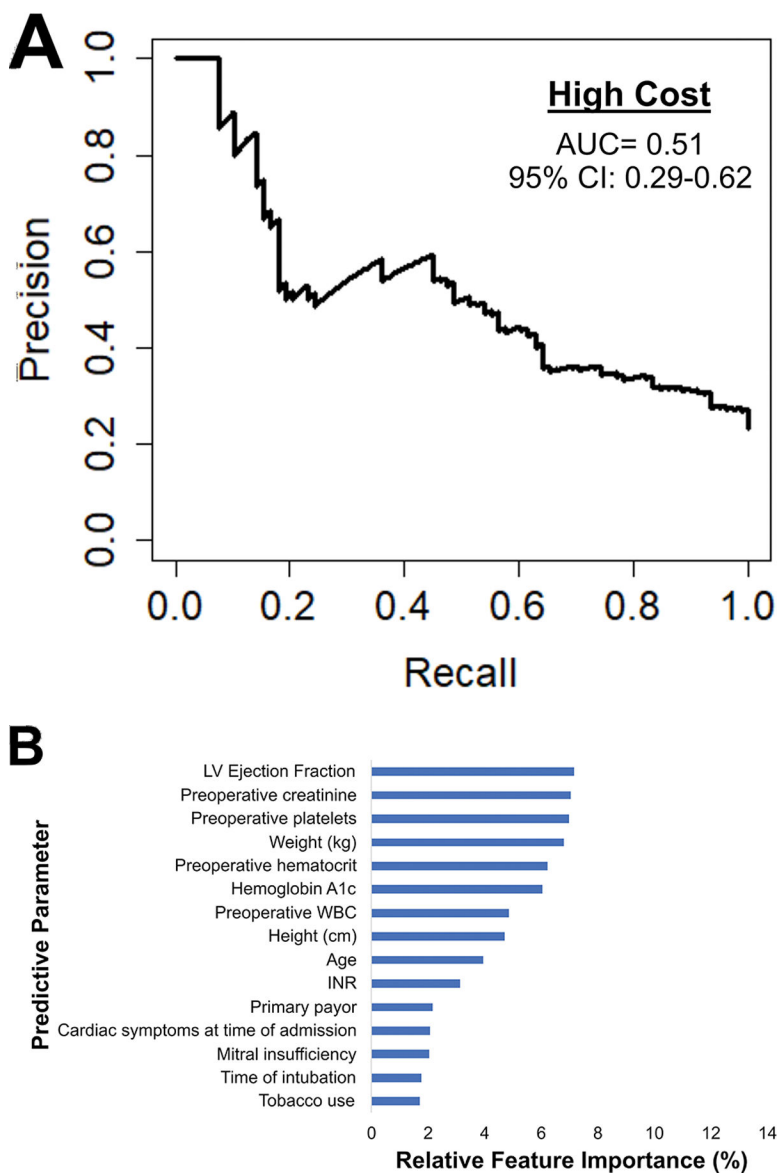 A
High Cost
AUC= 0.51
95% CI: 0.29-0.62
Precision
1.0
0.8
0.6
0.4
0.2
0.0
0.0 0.2 0.4 0.6 0.8 1.0
Recall
B
Predictive Parameter
LV Ejection Fraction
Preoperative creatinine
Preoperative platelets
Weight (kg)
Preoperative hematocrit
Hemoglobin A1c
Preoperative WBC
Height (cm)
Age
INR
Primary payor
Cardiac symptoms at time of admission
Mitral insufficiency
Time of intubation
Tobacco use
0 2 4 6 8 10 12 14
Relative Feature Importance (%)